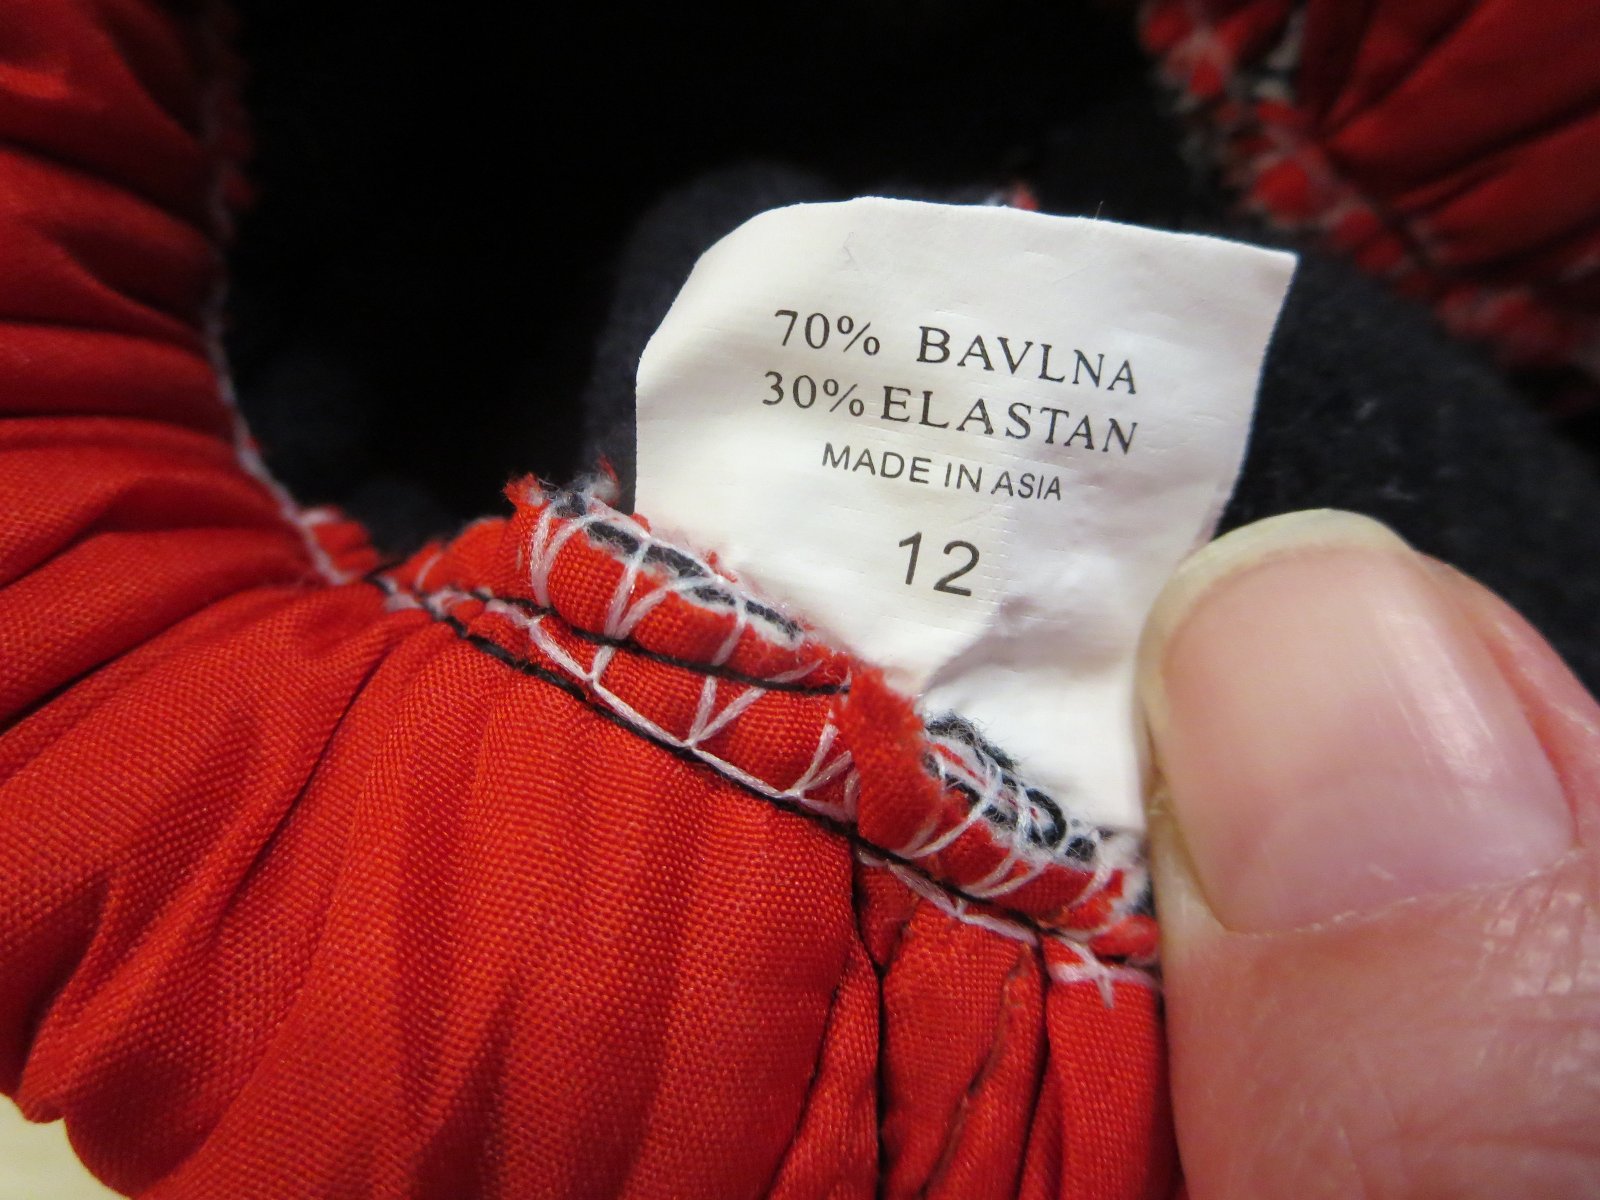 70% BAVLNA
30% ELASTAN
MADE IN ASIA
12